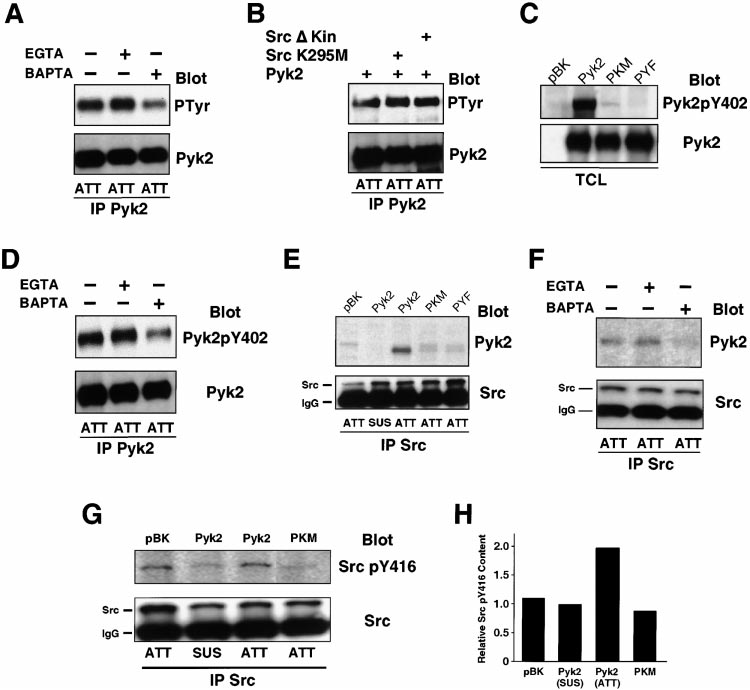 A
EGTA – + –
BAPTA – – +
Blot
PTyr
Pyk2
ATT ATT ATT
IP Pyk2
B
Src Δ Kin +
Src K295M +
Pyk2 + + +
Blot
PTyr
Pyk2
ATT ATT ATT
IP Pyk2
C
pBK Pyk2 PKM PYF
Blot
Pyk2pY402
Pyk2
TCL
D
EGTA – + –
BAPTA – – +
Blot
Pyk2pY402
Pyk2
ATT ATT ATT
IP Pyk2
E
pBK Pyk2 Pyk2 PKM PYF
Blot
Pyk2
Src
IgG
Src
ATT SUS ATT ATT ATT
IP Src
F
EGTA – + –
BAPTA – – +
Blot
Pyk2
Src
IgG
Src
ATT ATT ATT
IP Src
G
pBK Pyk2 Pyk2 PKM
Blot
Src pY416
Src
IgG
Src
ATT SUS ATT ATT
IP Src
H
Relative Src pY416 Content
2.0
1.5
1.0
0
pBK Pyk2 Pyk2 PKM
(SUS) (ATT)